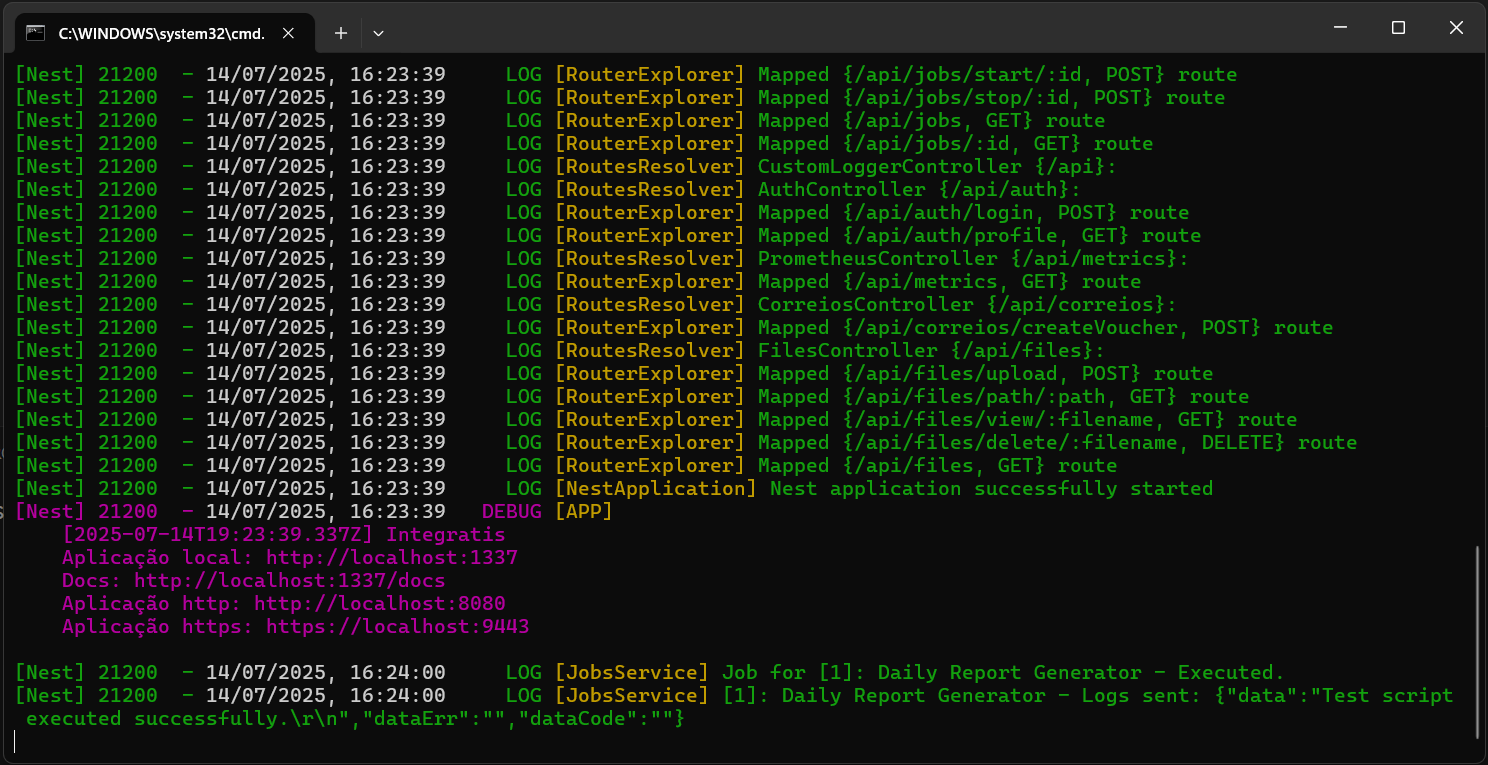 C:\WINDOWS\system32\cmd.
[Nest] 21200  - 14/07/2025, 16:23:39     LOG [RouterExplorer] Mapped {/api/jobs/start/:id, POST} route
[Nest] 21200  - 14/07/2025, 16:23:39     LOG [RouterExplorer] Mapped {/api/jobs/stop/:id, POST} route
[Nest] 21200  - 14/07/2025, 16:23:39     LOG [RouterExplorer] Mapped {/api/jobs, GET} route
[Nest] 21200  - 14/07/2025, 16:23:39     LOG [RouterExplorer] Mapped {/api/jobs/:id, GET} route
[Nest] 21200  - 14/07/2025, 16:23:39     LOG [RoutesResolver] CustomLoggerController {/api}:
[Nest] 21200  - 14/07/2025, 16:23:39     LOG [RoutesResolver] AuthController {/api/auth}:
[Nest] 21200  - 14/07/2025, 16:23:39     LOG [RouterExplorer] Mapped {/api/auth/login, POST} route
[Nest] 21200  - 14/07/2025, 16:23:39     LOG [RouterExplorer] Mapped {/api/auth/profile, GET} route
[Nest] 21200  - 14/07/2025, 16:23:39     LOG [RoutesResolver] PrometheusController {/api/metrics}:
[Nest] 21200  - 14/07/2025, 16:23:39     LOG [RouterExplorer] Mapped {/api/metrics, GET} route
[Nest] 21200  - 14/07/2025, 16:23:39     LOG [RoutesResolver] CorreiosController {/api/correios}:
[Nest] 21200  - 14/07/2025, 16:23:39     LOG [RouterExplorer] Mapped {/api/correios/createVoucher, POST} route
[Nest] 21200  - 14/07/2025, 16:23:39     LOG [RoutesResolver] FilesController {/api/files}:
[Nest] 21200  - 14/07/2025, 16:23:39     LOG [RouterExplorer] Mapped {/api/files/upload, POST} route
[Nest] 21200  - 14/07/2025, 16:23:39     LOG [RouterExplorer] Mapped {/api/files/path/:path, GET} route
[Nest] 21200  - 14/07/2025, 16:23:39     LOG [RouterExplorer] Mapped {/api/files/view/:filename, GET} route
[Nest] 21200  - 14/07/2025, 16:23:39     LOG [RouterExplorer] Mapped {/api/files/delete/:filename, DELETE} route
[Nest] 21200  - 14/07/2025, 16:23:39     LOG [RouterExplorer] Mapped {/api/files, GET} route
[Nest] 21200  - 14/07/2025, 16:23:39     LOG [NestApplication] Nest application successfully started
[Nest] 21200  - 14/07/2025, 16:23:39   DEBUG [APP]
    [2025-07-14T19:23:39.337Z] Integratis
    Aplicação local: http://localhost:1337
    Docs: http://localhost:1337/docs
    Aplicação http: http://localhost:8080
    Aplicação https: https://localhost:9443
[Nest] 21200  - 14/07/2025, 16:24:00     LOG [JobsService] Job for [1]: Daily Report Generator - Executed.
[Nest] 21200  - 14/07/2025, 16:24:00     LOG [JobsService] [1]: Daily Report Generator - Logs sent: {"data":"Test script
 executed successfully.\r\n","dataErr":"","dataCode":""}